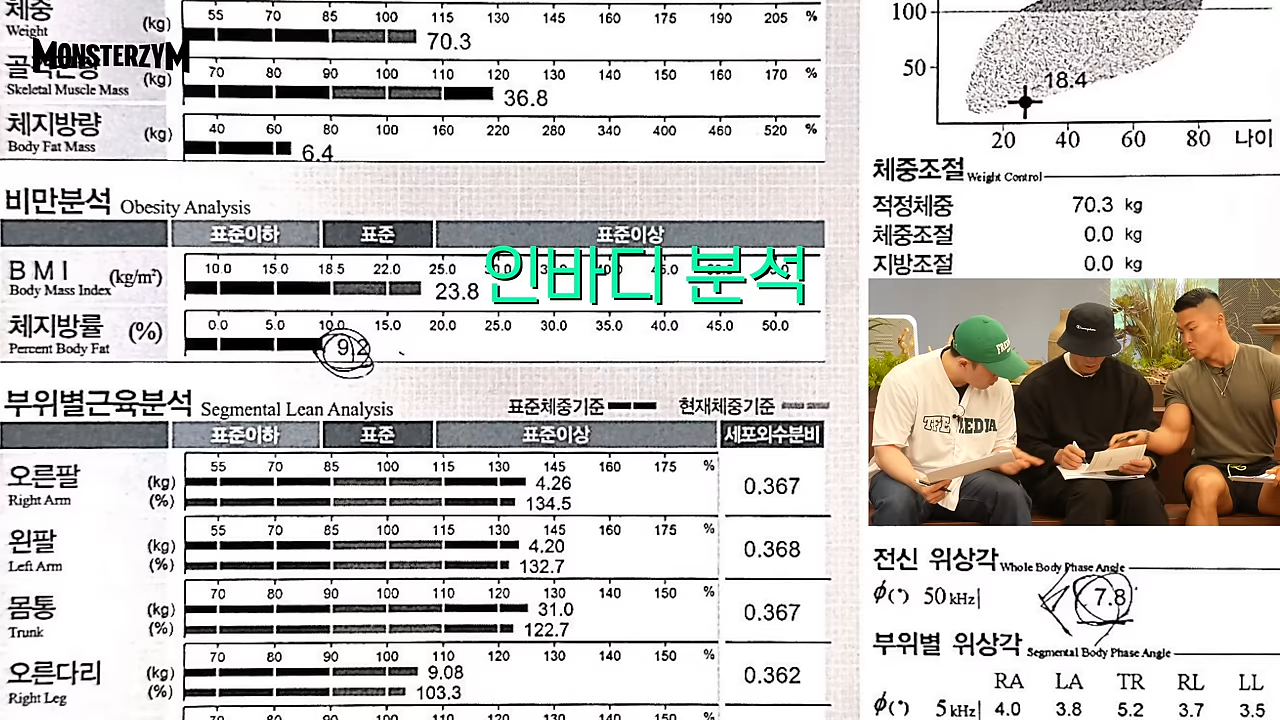 체중 (kg) 55 70 85 100 115 130 145 160 175 190 205 %
Weight 70.3
MONSTERZYM
(kg) 70 80 90 100 110 120 130 140 150 160 170 %
Skeletal Muscle Mass 36.8
체지방량 (kg) 40 60 80 100 160 220 280 340 400 460 520 %
Body Fat Mass 6.4
비만분석 Obesity Analysis
표준이하 표준 표준이상
BMI (kg/m²) 10.0 15.0 18.5 22.0 25.0
Body Mass Index 23.8
인바디 분석
체지방률 (%) 0.0 5.0 10.0 15.0 20.0 25.0 30.0 35.0 40.0 45.0 50.0
Percent Body Fat 9.2
부위별근육분석 Segmental Lean Analysis 표준체중기준 현재체중기준
표준이하 표준 표준이상 세포외수분비
오른팔 (kg) 55 70 85 100 115 130 145 160 175 %
4.26
Right Arm (%) 134.5
0.367
왼팔 (kg) 55 70 85 100 115 130 145 160 175 %
4.20
Left Arm (%) 132.7
0.368
몸통 (kg) 70 80 90 100 110 120 130 140 150 %
31.0
Trunk (%) 122.7
0.367
오른다리 (kg) 70 80 90 100 110 120 130 140 150 %
9.08
Right Leg (%) 103.3
0.362
70 80 90 100 110 120 130 140 150 %
100
50
18.4
20 40 60 80 나이
체중조절 Weight Control
적정체중 70.3 kg
체중조절 0.0 kg
지방조절 0.0 kg
TFE MEDIA
Champion
전신 위상각 Whole Body Phase Angle
ϕ(°) 50 kHz| 7.8
부위별 위상각 Segmental Body Phase Angle
RA LA TR RL LL
ϕ(°) 5 kHz| 4.0 3.8 5.2 3.7 3.5